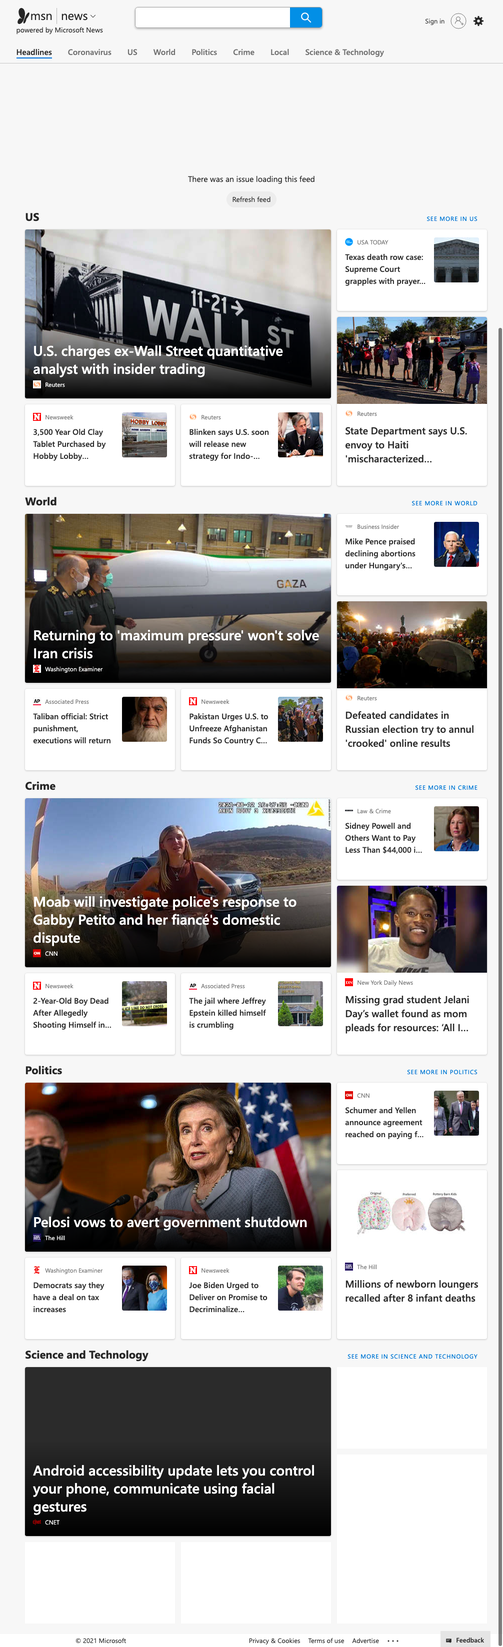 msn | news
powered by Microsoft News
Sign in
Headlines Coronavirus US World Politics Crime Local Science & Technology
There was an issue loading this feed
Refresh feed
US
SEE MORE IN US
11-21
WALL ST
U.S. charges ex-Wall Street quantitative
analyst with insider trading
Reuters
USA TODAY
Texas death row case:
Supreme Court
grapples with prayer...
Newsweek
3,500 Year Old Clay
Tablet Purchased by
Hobby Lobby...
HOBBY LOBBY
Reuters
Blinken says U.S. soon
will release new
strategy for Indo-...
Reuters
State Department says U.S.
envoy to Haiti
'mischaracterized...
World
SEE MORE IN WORLD
GAZA
Returning to 'maximum pressure' won't solve
Iran crisis
Washington Examiner
Business Insider
Mike Pence praised
declining abortions
under Hungary's...
AP Associated Press
Taliban official: Strict
punishment,
executions will return
Newsweek
Pakistan Urges U.S. to
Unfreeze Afghanistan
Funds So Country C...
Reuters
Defeated candidates in
Russian election try to annul
'crooked' online results
Crime
SEE MORE IN CRIME
Moab will investigate police's response to
Gabby Petito and her fiancé's domestic
dispute
CNN
Law & Crime
Sidney Powell and
Others Want to Pay
Less Than $44,000 i...
Newsweek
2-Year-Old Boy Dead
After Allegedly
Shooting Himself in...
AP Associated Press
The jail where Jeffrey
Epstein killed himself
is crumbling
New York Daily News
Missing grad student Jelani
Day's wallet found as mom
pleads for resources: 'All I...
Politics
SEE MORE IN POLITICS
Pelosi vows to avert government shutdown
The Hill
CNN
Schumer and Yellen
announce agreement
reached on paying f...
Washington Examiner
Democrats say they
have a deal on tax
increases
Newsweek
Joe Biden Urged to
Deliver on Promise to
Decriminalize...
The Hill
Millions of newborn loungers
recalled after 8 infant deaths
Science and Technology
SEE MORE IN SCIENCE AND TECHNOLOGY
Android accessibility update lets you control
your phone, communicate using facial
gestures
CNET
© 2021 Microsoft
Privacy & Cookies Terms of use Advertise ...
Feedback